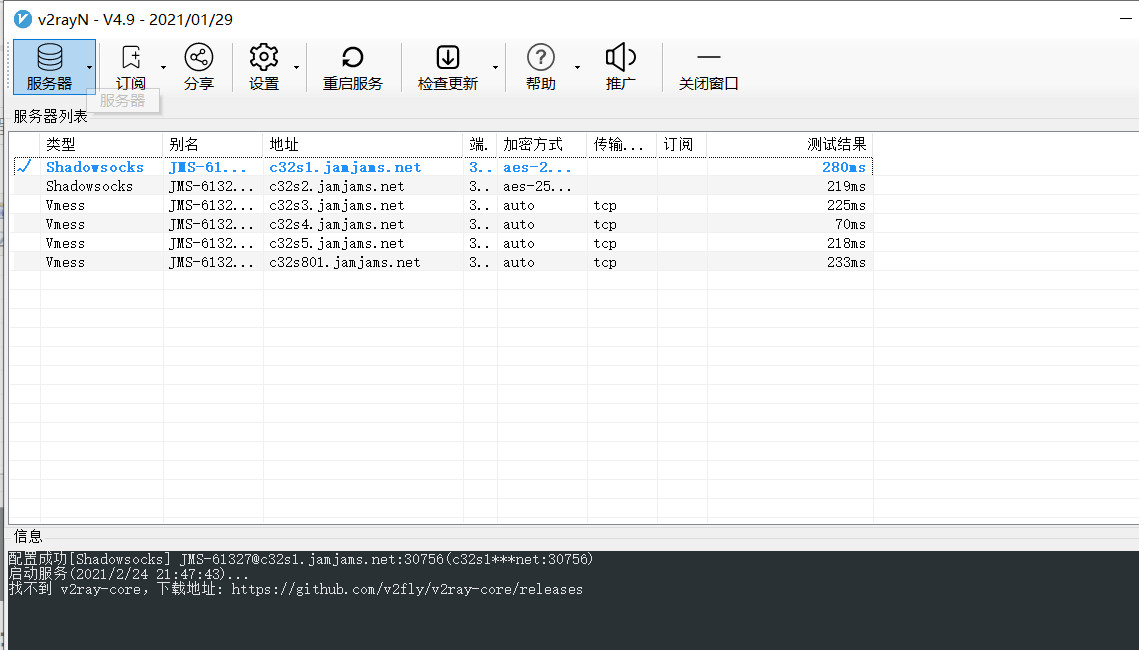 v2rayN - V4.9 - 2021/01/29
服务器 订阅 分享 设置 重启服务 检查更新 帮助 推广 关闭窗口
服务器
服务器列表
类型 别名 地址 端. 加密方式 传输... 订阅 测试结果
Shadowsocks JMS-61... c32s1.jamjams.net 3.. aes-2... 280ms
Shadowsocks JMS-6132... c32s2.jamjams.net 3.. aes-25... 219ms
Vmess JMS-6132... c32s3.jamjams.net 3.. auto tcp 225ms
Vmess JMS-6132... c32s4.jamjams.net 3.. auto tcp 70ms
Vmess JMS-6132... c32s5.jamjams.net 3.. auto tcp 218ms
Vmess JMS-6132... c32s801.jamjams.net 3.. auto tcp 233ms
信息
配置成功[Shadowsocks] JMS-61327@c32s1.jamjams.net:30756(c32s1***net:30756)
启动服务(2021/2/24 21:47:43)...
找不到 v2ray-core，下载地址: https://github.com/v2fly/v2ray-core/releases